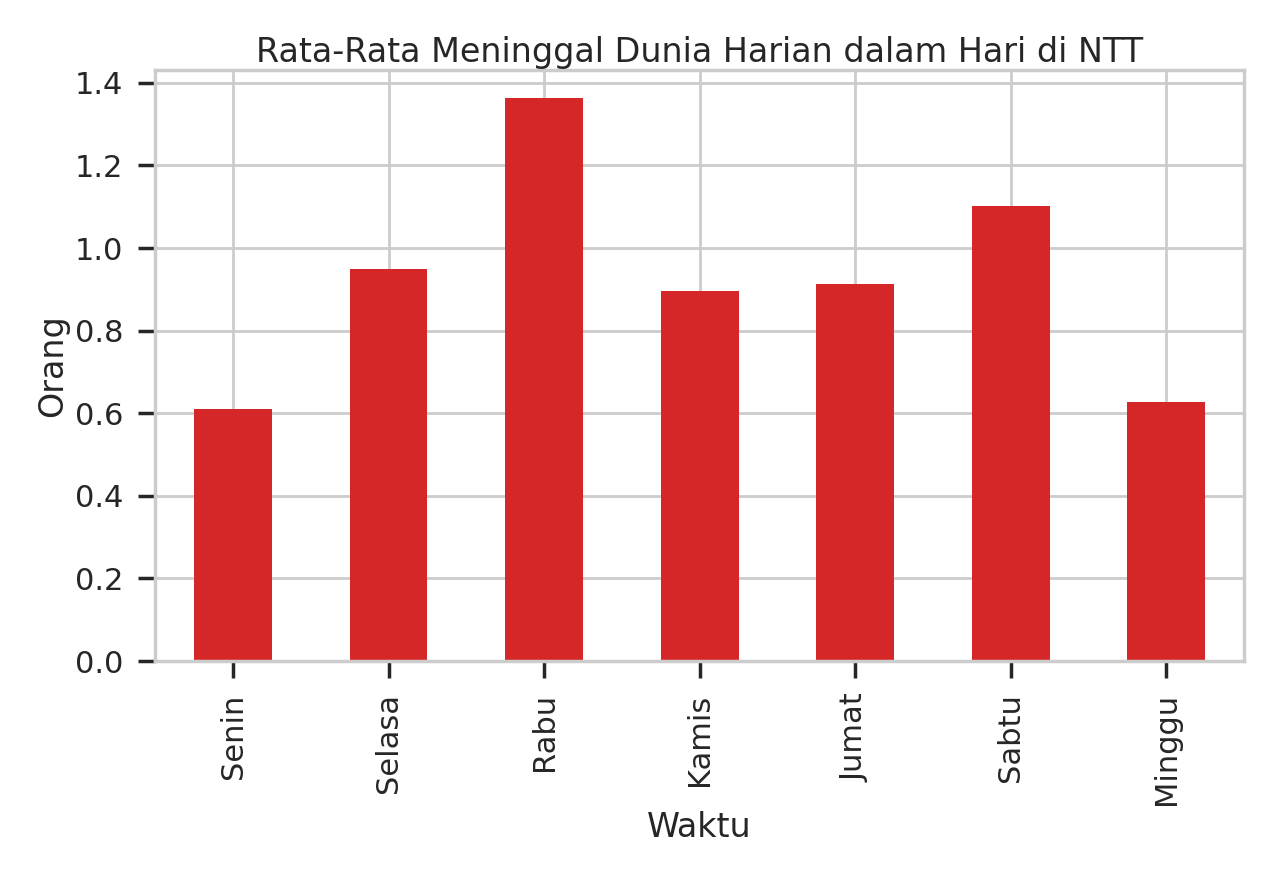 Rata-Rata Meninggal Dunia Harian dalam Hari di NTT
Orang
1.4
1.2
1.0
0.8
0.6
0.4
0.2
0.0
Senin
Selasa
Rabu
Kamis
Jumat
Sabtu
Minggu
Waktu